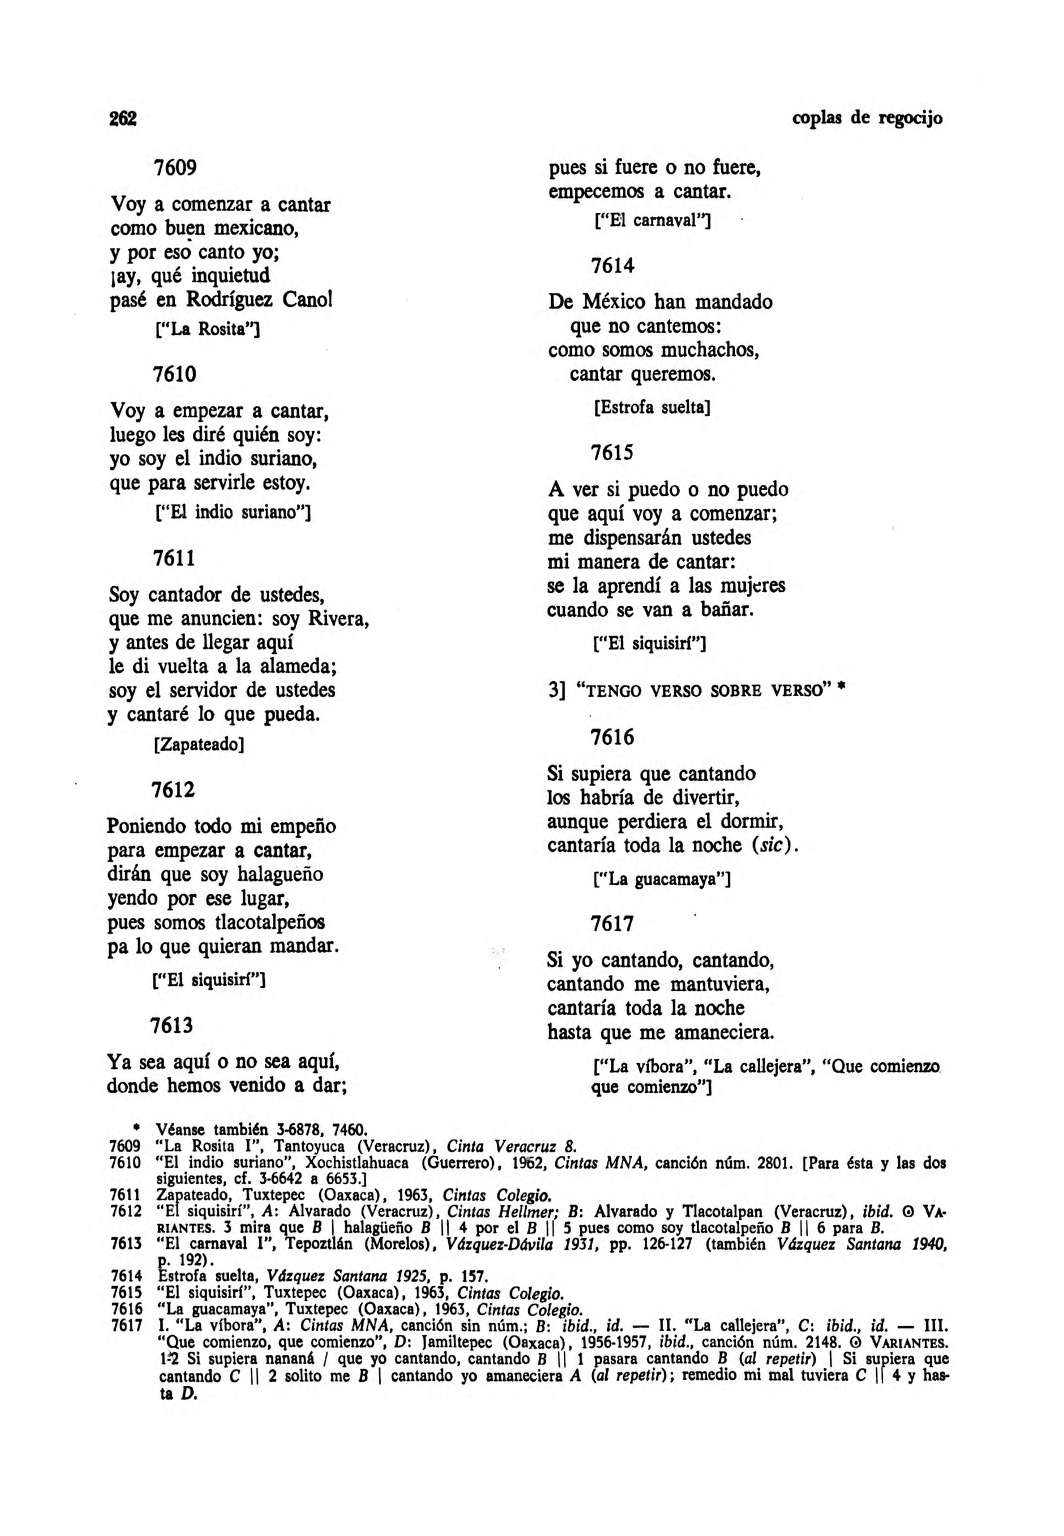 262
coplas de regocijo
7609
Voy a comenzar a cantar
como buen mexicano,
y por eso canto yo;
¡ay, qué inquietud
pasé en Rodríguez Cano!
["La Rosita"]
7610
Voy a empezar a cantar,
luego les diré quién soy:
yo soy el indio suriano,
que para servirle estoy.
["El indio suriano"]
7611
Soy cantador de ustedes,
que me anuncien: soy Rivera,
y antes de llegar aquí
le di vuelta a la alameda;
soy el servidor de ustedes
y cantaré lo que pueda.
[Zapateado]
7612
Poniendo todo mi empeño
para empezar a cantar,
dirán que soy halagueño
yendo por ese lugar,
pues somos tlacotalpeños
pa lo que quieran mandar.
["El siquisirí"]
7613
Ya sea aquí o no sea aquí,
donde hemos venido a dar;
pues si fuere o no fuere,
empecemos a cantar.
["El carnaval"]
7614
De México han mandado
que no cantemos:
como somos muchachos,
cantar queremos.
[Estrofa suelta]
7615
A ver si puedo o no puedo
que aquí voy a comenzar;
me dispensarán ustedes
mi manera de cantar:
se la aprendí a las mujeres
cuando se van a bañar.
["El siquisirí"]
3] "TENGO VERSO SOBRE VERSO" *
7616
Si supiera que cantando
los habría de divertir,
aunque perdiera el dormir,
cantaría toda la noche (sic).
["La guacamaya"]
7617
Si yo cantando, cantando,
cantando me mantuviera,
cantaría toda la noche
hasta que me amaneciera.
["La víbora", "La callejera", "Que comienzo
que comienzo"]
* Véanse también 3-6878, 7460.
7609 "La Rosita I", Tantoyuca (Veracruz), Cinta Veracruz 8.
7610 "El indio suriano", Xochistlahuaca (Guerrero), 1962, Cintas MNA, canción núm. 2801. [Para ésta y las dos
siguientes, cf. 3-6642 a 6653.]
7611 Zapateado, Tuxtepec (Oaxaca), 1963, Cintas Colegio.
7612 "El siquisirí", A: Alvarado (Veracruz), Cintas Hellmer; B: Alvarado y Tlacotalpan (Veracruz), ibid. ⊙ VA-
RIANTES. 3 mira que B | halagüeño B || 4 por el B || 5 pues como soy tlacotalpeño B || 6 para B.
7613 "El carnaval I", Tepoztlán (Morelos), Vázquez-Dávila 1931, pp. 126-127 (también Vázquez Santana 1940,
p. 192).
7614 Estrofa suelta, Vázquez Santana 1925, p. 157.
7615 "El siquisirí", Tuxtepec (Oaxaca), 1963, Cintas Colegio.
7616 "La guacamaya", Tuxtepec (Oaxaca), 1963, Cintas Colegio.
7617 I. "La víbora", A: Cintas MNA, canción sin núm.; B: ibid., id. — II. "La callejera", C: ibid., id. — III.
"Que comienzo, que comienzo", D: Jamiltepec (Oaxaca), 1956-1957, ibid., canción núm. 2148. ⊙ VARIANTES.
1-2 Si supiera nananá / que yo cantando, cantando B || 1 pasara cantando B (al repetir) | Si supiera que
cantando C || 2 solito me B | cantando yo amaneciera A (al repetir); remedio mi mal tuviera C || 4 y has-
ta D.